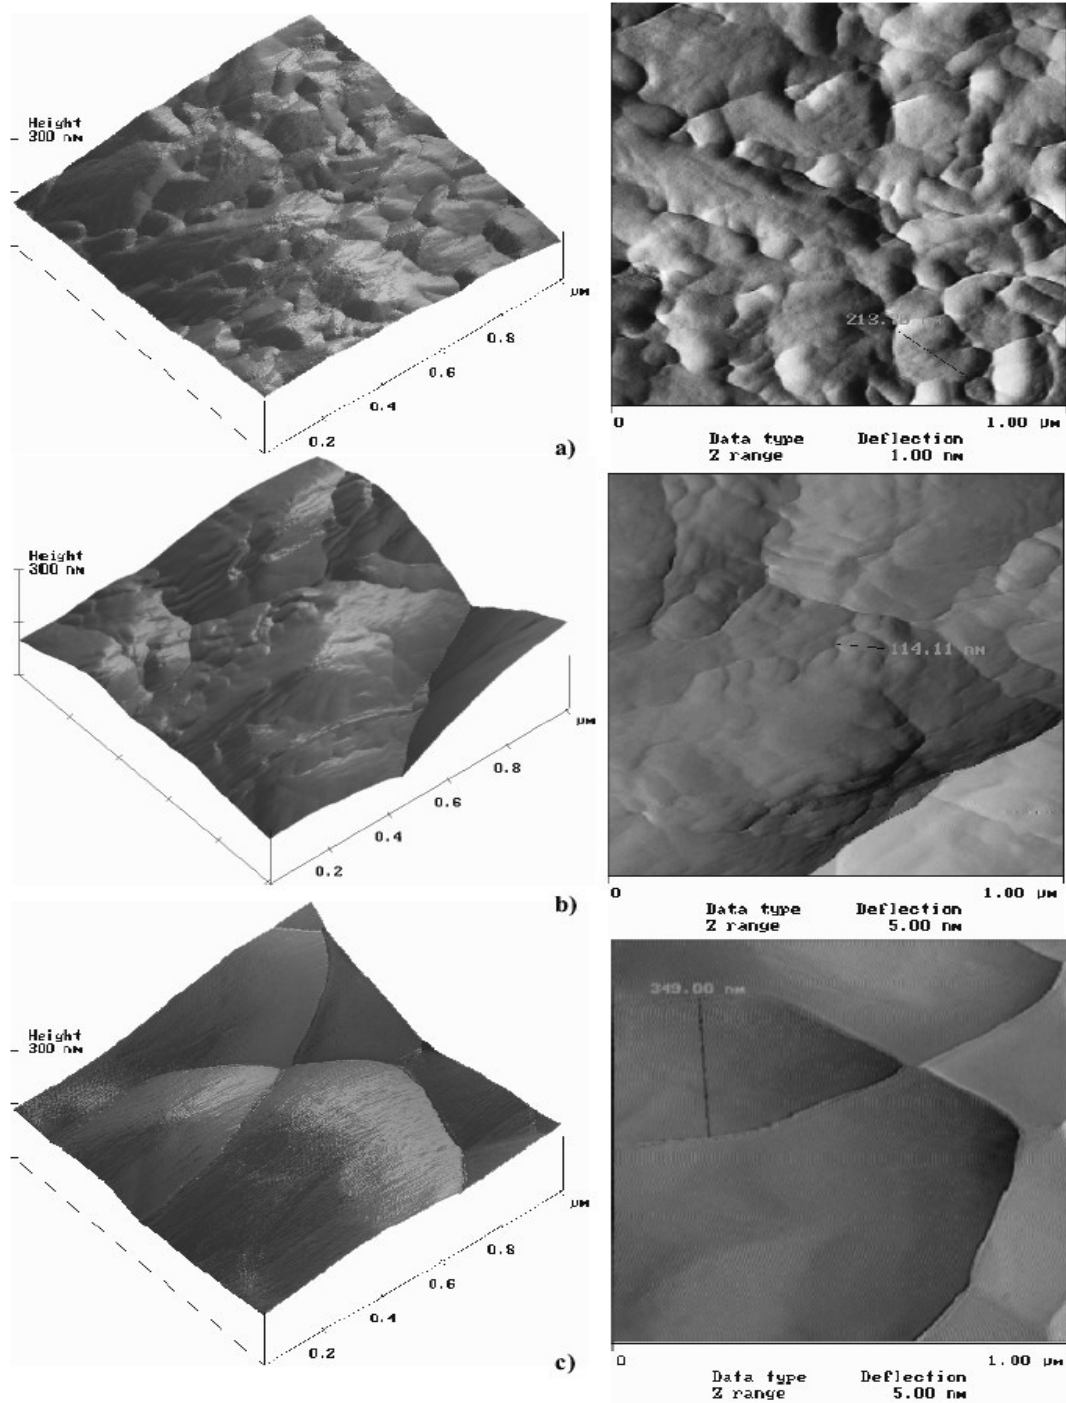 Height
300 nm
µm
0.8
0.6
0.4
0.2
a)
213.
0 1.00 µm
Data type Deflection
Z range 1.00 nm
Height
300 nm
µm
0.8
0.6
0.4
0.2
b)
114.11 nm
0 1.00 µm
Data type Deflection
Z range 5.00 nm
Height
300 nm
µm
0.8
0.6
0.4
0.2
c)
349.00 nm
0 1.00 µm
Data type Deflection
Z range 5.00 nm